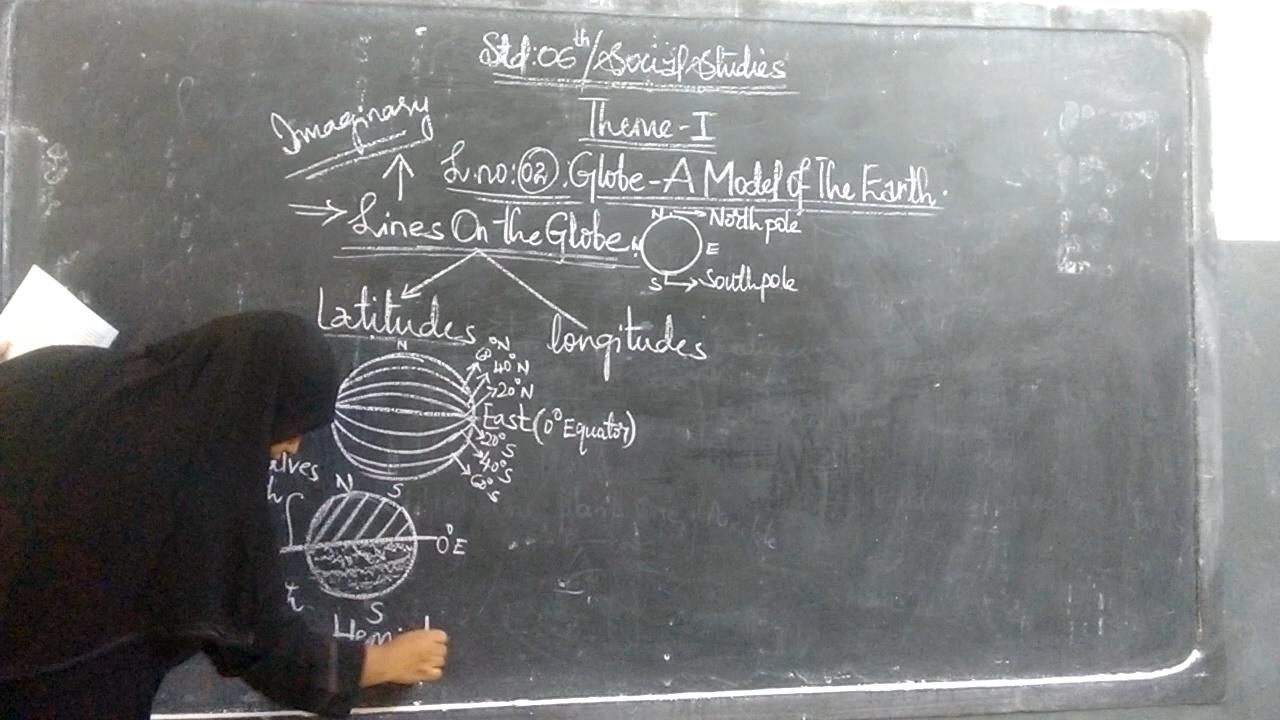 Std:06th/Social Studies
Theme-I
Imaginary
L.no:02.Globe-A Model of The Earth.
⇒Lines On the Globe.
N →North pole
E
S →South pole
Latitudes
longitudes
N
60°N
40°N
20°N
East (0° Equator)
20°S
40°S
60°S
S
alves
N
0°E
S